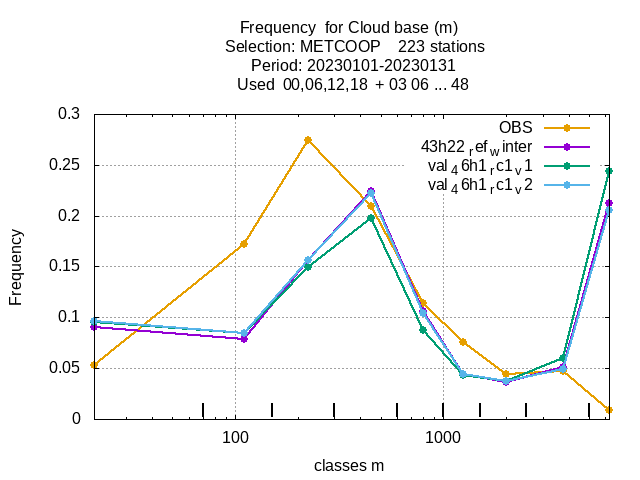 Frequency for Cloud base (m)
Selection: METCOOP 223 stations
Period: 20230101-20230131
Used 00,06,12,18 + 03 06 ... 48
OBS
43h22_ref_winter
val_46h1_rc1_v1
val_46h1_rc1_v2
0.3
0.25
0.2
0.15
0.1
0.05
0
Frequency
100 1000
classes m